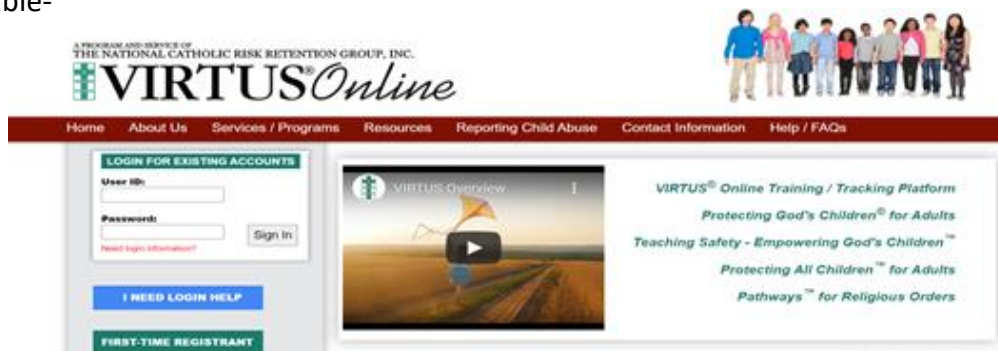 ble-
A PROGRAM AND SERVICE OF
THE NATIONAL CATHOLIC RISK RETENTION GROUP, INC.
VIRTUS® Online
Home About Us Services / Programs Resources Reporting Child Abuse Contact Information Help / FAQs
LOGIN FOR EXISTING ACCOUNTS
User ID:
Password:
Sign In
Need login information?
I NEED LOGIN HELP
FIRST-TIME REGISTRANT
VIRTUS Overview
VIRTUS® Online Training / Tracking Platform
Protecting God's Children® for Adults
Teaching Safety - Empowering God's Children™
Protecting All Children™ for Adults
Pathways™ for Religious Orders